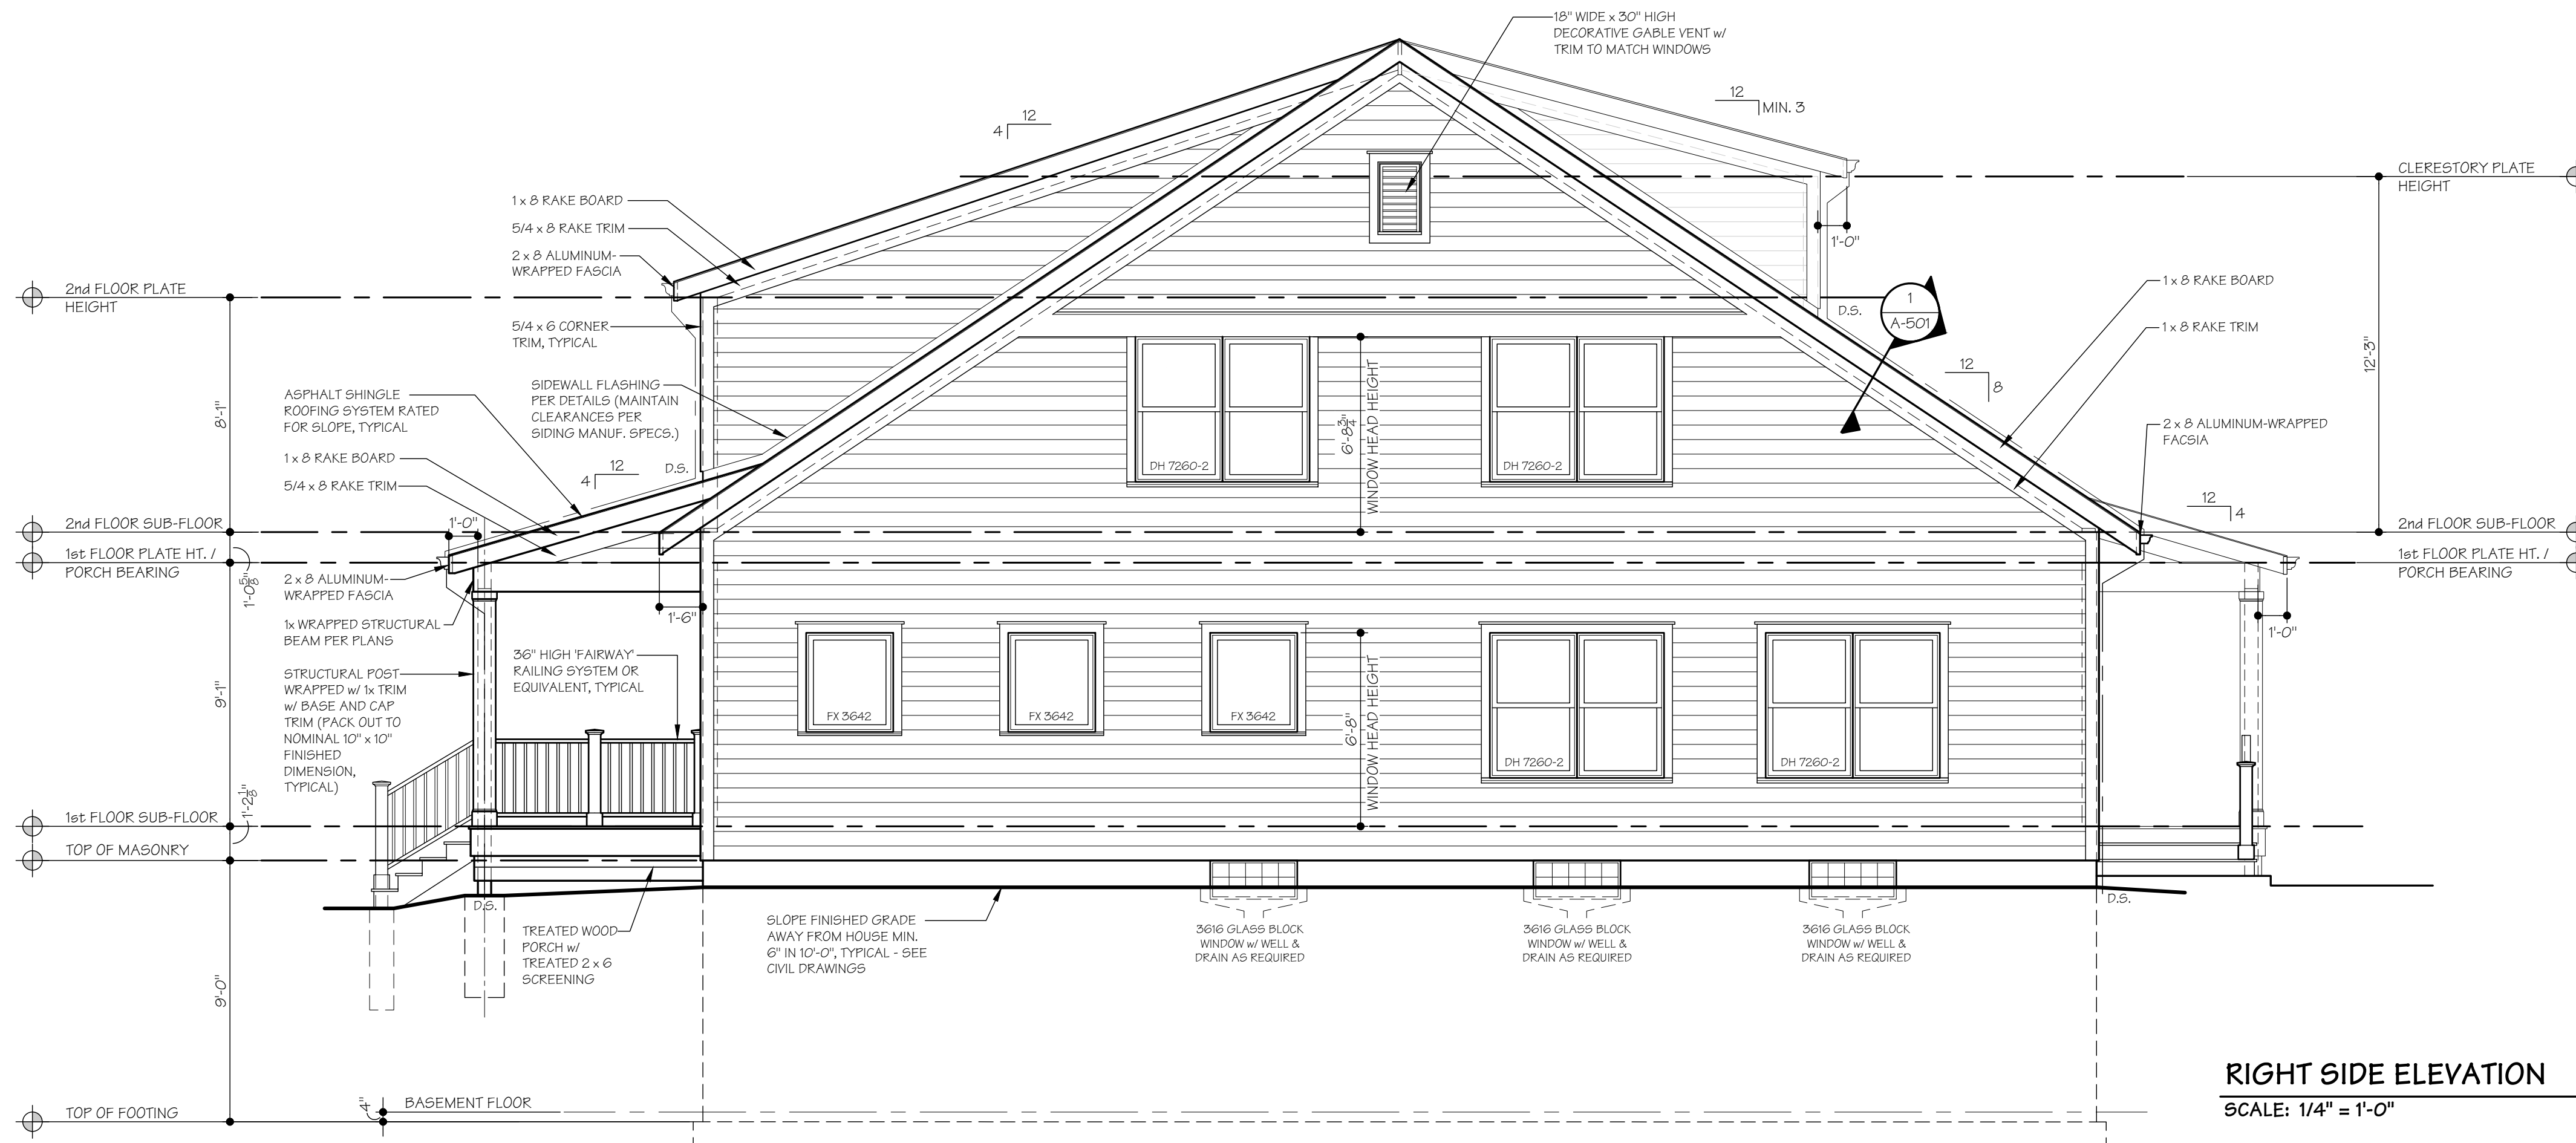 18" WIDE x 30" HIGH
DECORATIVE GABLE VENT w/
TRIM TO MATCH WINDOWS
12
4
12
MIN. 3
CLERESTORY PLATE
HEIGHT
1 x 8 RAKE BOARD
5/4 x 8 RAKE TRIM
2 x 8 ALUMINUM-
WRAPPED FASCIA
1'-0"
2nd FLOOR PLATE
HEIGHT
5/4 x 6 CORNER
TRIM, TYPICAL
D.S.
1
A-501
1 x 8 RAKE BOARD
1 x 8 RAKE TRIM
12'-3"
12
8
8'-1"
ASPHALT SHINGLE
ROOFING SYSTEM RATED
FOR SLOPE, TYPICAL
SIDEWALL FLASHING
PER DETAILS (MAINTAIN
CLEARANCES PER
SIDING MANUF. SPECS.)
6'-8 3/4"
WINDOW HEAD HEIGHT
2 x 8 ALUMINUM-WRAPPED
FACSIA
1 x 8 RAKE BOARD
5/4 x 8 RAKE TRIM
12
4
D.S.
DH 7260-2
DH 7260-2
12
4
2nd FLOOR SUB-FLOOR
1'-0"
2nd FLOOR SUB-FLOOR
1st FLOOR PLATE HT. /
PORCH BEARING
1'-0 5/8"
1st FLOOR PLATE HT. /
PORCH BEARING
2 x 8 ALUMINUM-
WRAPPED FASCIA
1x WRAPPED STRUCTURAL
BEAM PER PLANS
1'-6"
1'-0"
36" HIGH 'FAIRWAY'
RAILING SYSTEM OR
EQUIVALENT, TYPICAL
STRUCTURAL POST
WRAPPED w/ 1x TRIM
w/ BASE AND CAP
TRIM (PACK OUT TO
NOMINAL 10" x 10"
FINISHED
DIMENSION,
TYPICAL)
9'-1"
FX 3642
FX 3642
FX 3642
6'-8"
WINDOW HEAD HEIGHT
DH 7260-2
DH 7260-2
1'-2 1/8"
1st FLOOR SUB-FLOOR
TOP OF MASONRY
D.S.
D.S.
TREATED WOOD
PORCH w/
TREATED 2 x 6
SCREENING
SLOPE FINISHED GRADE
AWAY FROM HOUSE MIN.
6" IN 10'-0", TYPICAL - SEE
CIVIL DRAWINGS
3616 GLASS BLOCK
WINDOW w/ WELL &
DRAIN AS REQUIRED
3616 GLASS BLOCK
WINDOW w/ WELL &
DRAIN AS REQUIRED
3616 GLASS BLOCK
WINDOW w/ WELL &
DRAIN AS REQUIRED
9'-0"
4"
BASEMENT FLOOR
TOP OF FOOTING
RIGHT SIDE ELEVATION
SCALE: 1/4" = 1'-0"